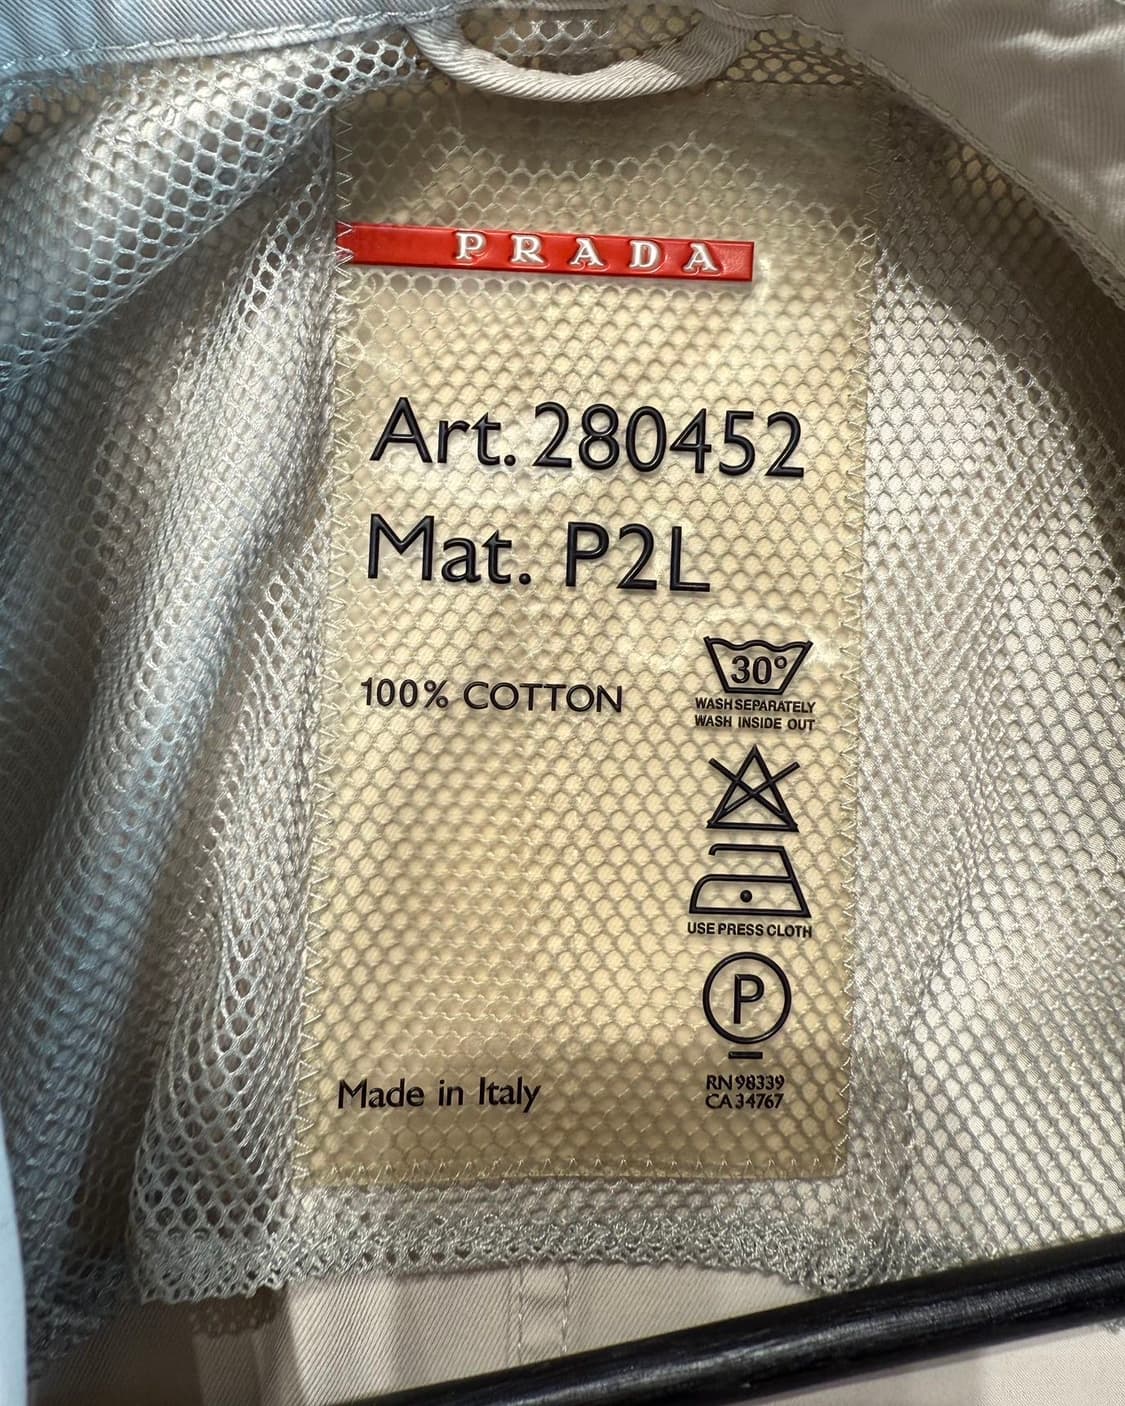 PRADA
Art. 280452
Mat. P2L
100% COTTON
30°
WASH SEPARATELY
WASH INSIDE OUT
USE PRESS CLOTH
P
Made in Italy
RN 98339
CA 34767